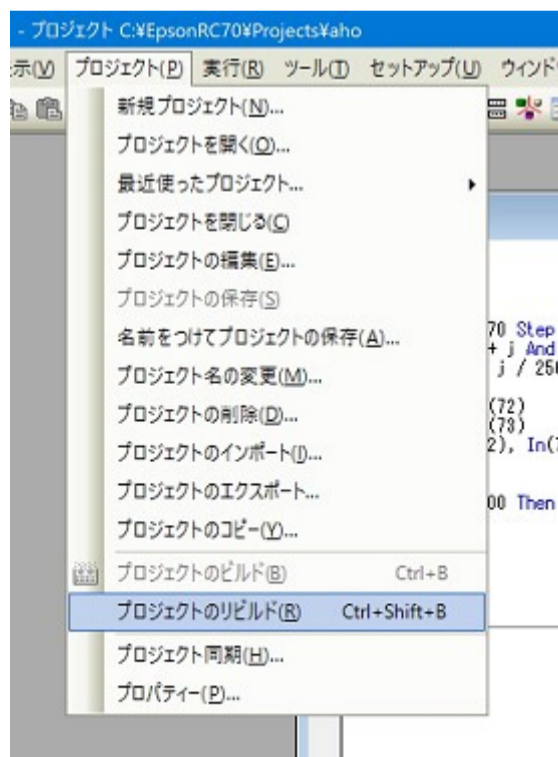 - プロジェクト C:¥EpsonRC70¥Projects¥aho
示(V) プロジェクト(P) 実行(R) ツール(T) セットアップ(U) ウィンド
新規プロジェクト(N)...
プロジェクトを開く(O)...
最近使ったプロジェクト...
プロジェクトを閉じる(C)
プロジェクトの編集(E)...
プロジェクトの保存(S)
名前をつけてプロジェクトの保存(A)...
70 Step
+ j And
プロジェクト名の変更(M)...
j / 256
プロジェクトの削除(D)...
(72)
(73)
プロジェクトのインポート(I)...
2), In(7
プロジェクトのエクスポート...
00 Then
プロジェクトのコピー(Y)...
プロジェクトのビルド(B) Ctrl+B
プロジェクトのリビルド(R) Ctrl+Shift+B
プロジェクト同期(H)...
プロパティー(P)...